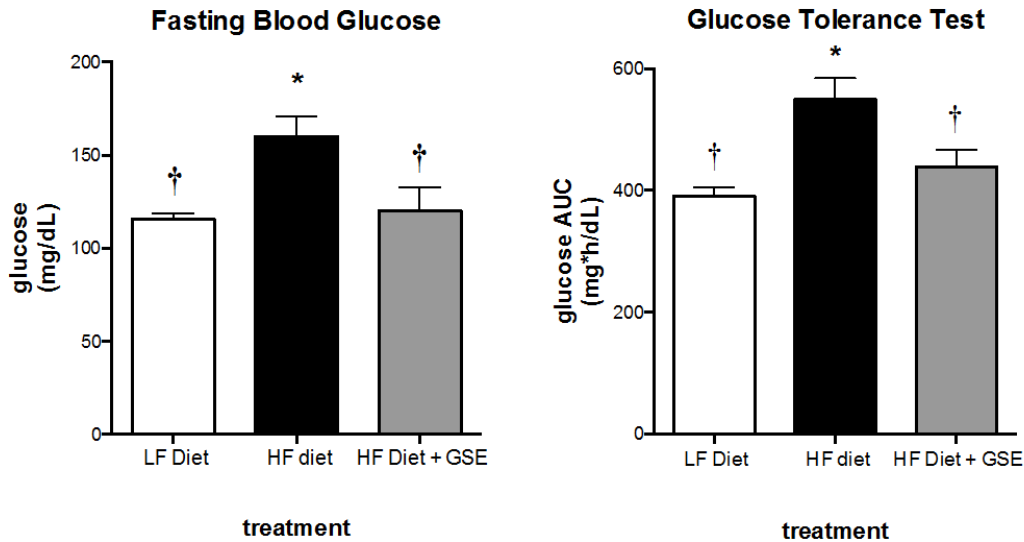 Fasting Blood Glucose
200
150
100
50
0
glucose
(mg/dL)
†
*
†
LF Diet
HF diet
HF Diet + GSE
treatment
Glucose Tolerance Test
600
400
200
0
glucose AUC
(mg*h/dL)
†
*
†
LF Diet
HF diet
HF Diet + GSE
treatment